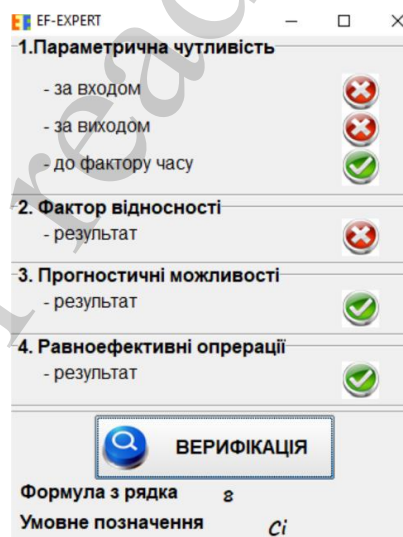 EF-EXPERT
1.Параметрична чутливість
- за входом
- за виходом
- до фактору часу
2. Фактор відносності
- результат
3. Прогностичні можливості
- результат
4. Равноефективні опрерації
- результат
ВЕРИФІКАЦІЯ
Формула з рядка 8
Умовне позначення Ci